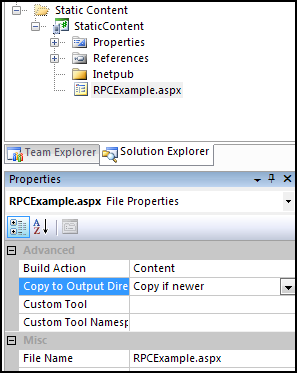 Static Content
StaticContent
Properties
References
Inetpub
RPCExample.aspx
Team Explorer Solution Explorer
Properties
RPCExample.aspx File Properties
Advanced
Build Action Content
Copy to Output Dire Copy if newer
Custom Tool
Custom Tool Namesp
Misc
File Name RPCExample.aspx